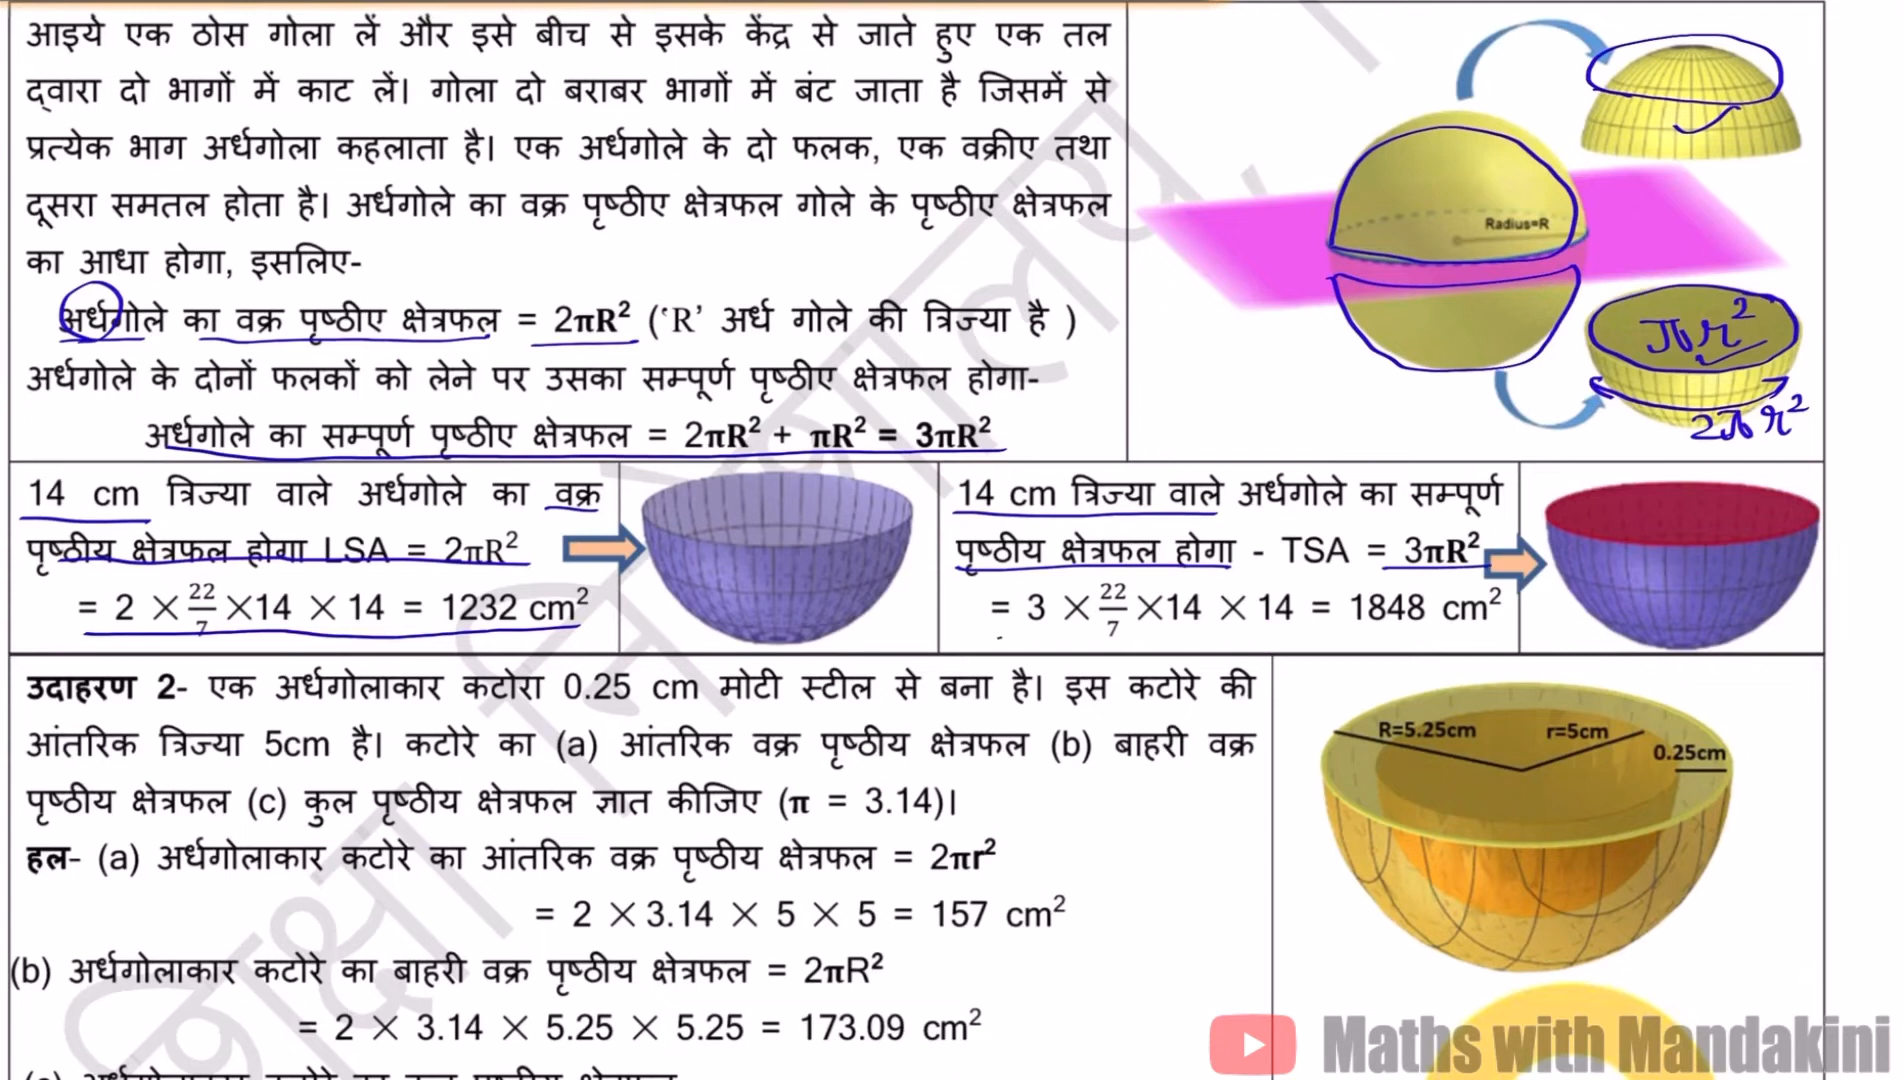 आइये एक ठोस गोला लें और इसे बीच से इसके केंद्र से जाते हुए एक तल
द्वारा दो भागों में काट लें। गोला दो बराबर भागों में बंट जाता है जिसमें से
प्रत्येक भाग अर्धगोला कहलाता है। एक अर्धगोले के दो फलक, एक वक्रीए तथा
दूसरा समतल होता है। अर्धगोले का वक्र पृष्ठीए क्षेत्रफल गोले के पृष्ठीए क्षेत्रफल
का आधा होगा, इसलिए-
अर्धगोले का वक्र पृष्ठीए क्षेत्रफल = 2πR² (‘R’ अर्ध गोले की त्रिज्या है )
अर्धगोले के दोनों फलकों को लेने पर उसका सम्पूर्ण पृष्ठीए क्षेत्रफल होगा-
अर्धगोले का सम्पूर्ण पृष्ठीए क्षेत्रफल = 2πR² + πR² = 3πR²
Radius=R
πr²
2πr²
14 cm त्रिज्या वाले अर्धगोले का वक्र
पृष्ठीय क्षेत्रफल होगा LSA = 2πR²
= 2 × 22/7 ×14 × 14 = 1232 cm²
14 cm त्रिज्या वाले अर्धगोले का सम्पूर्ण
पृष्ठीय क्षेत्रफल होगा - TSA = 3πR²
= 3 × 22/7 ×14 × 14 = 1848 cm²
उदाहरण 2- एक अर्धगोलाकार कटोरा 0.25 cm मोटी स्टील से बना है। इस कटोरे की
आंतरिक त्रिज्या 5cm है। कटोरे का (a) आंतरिक वक्र पृष्ठीय क्षेत्रफल (b) बाहरी वक्र
पृष्ठीय क्षेत्रफल (c) कुल पृष्ठीय क्षेत्रफल ज्ञात कीजिए (π = 3.14)।
हल- (a) अर्धगोलाकार कटोरे का आंतरिक वक्र पृष्ठीय क्षेत्रफल = 2πr²
= 2 × 3.14 × 5 × 5 = 157 cm²
(b) अर्धगोलाकार कटोरे का बाहरी वक्र पृष्ठीय क्षेत्रफल = 2πR²
= 2 × 3.14 × 5.25 × 5.25 = 173.09 cm²
R=5.25cm
r=5cm
0.25cm
Maths with Mandakini